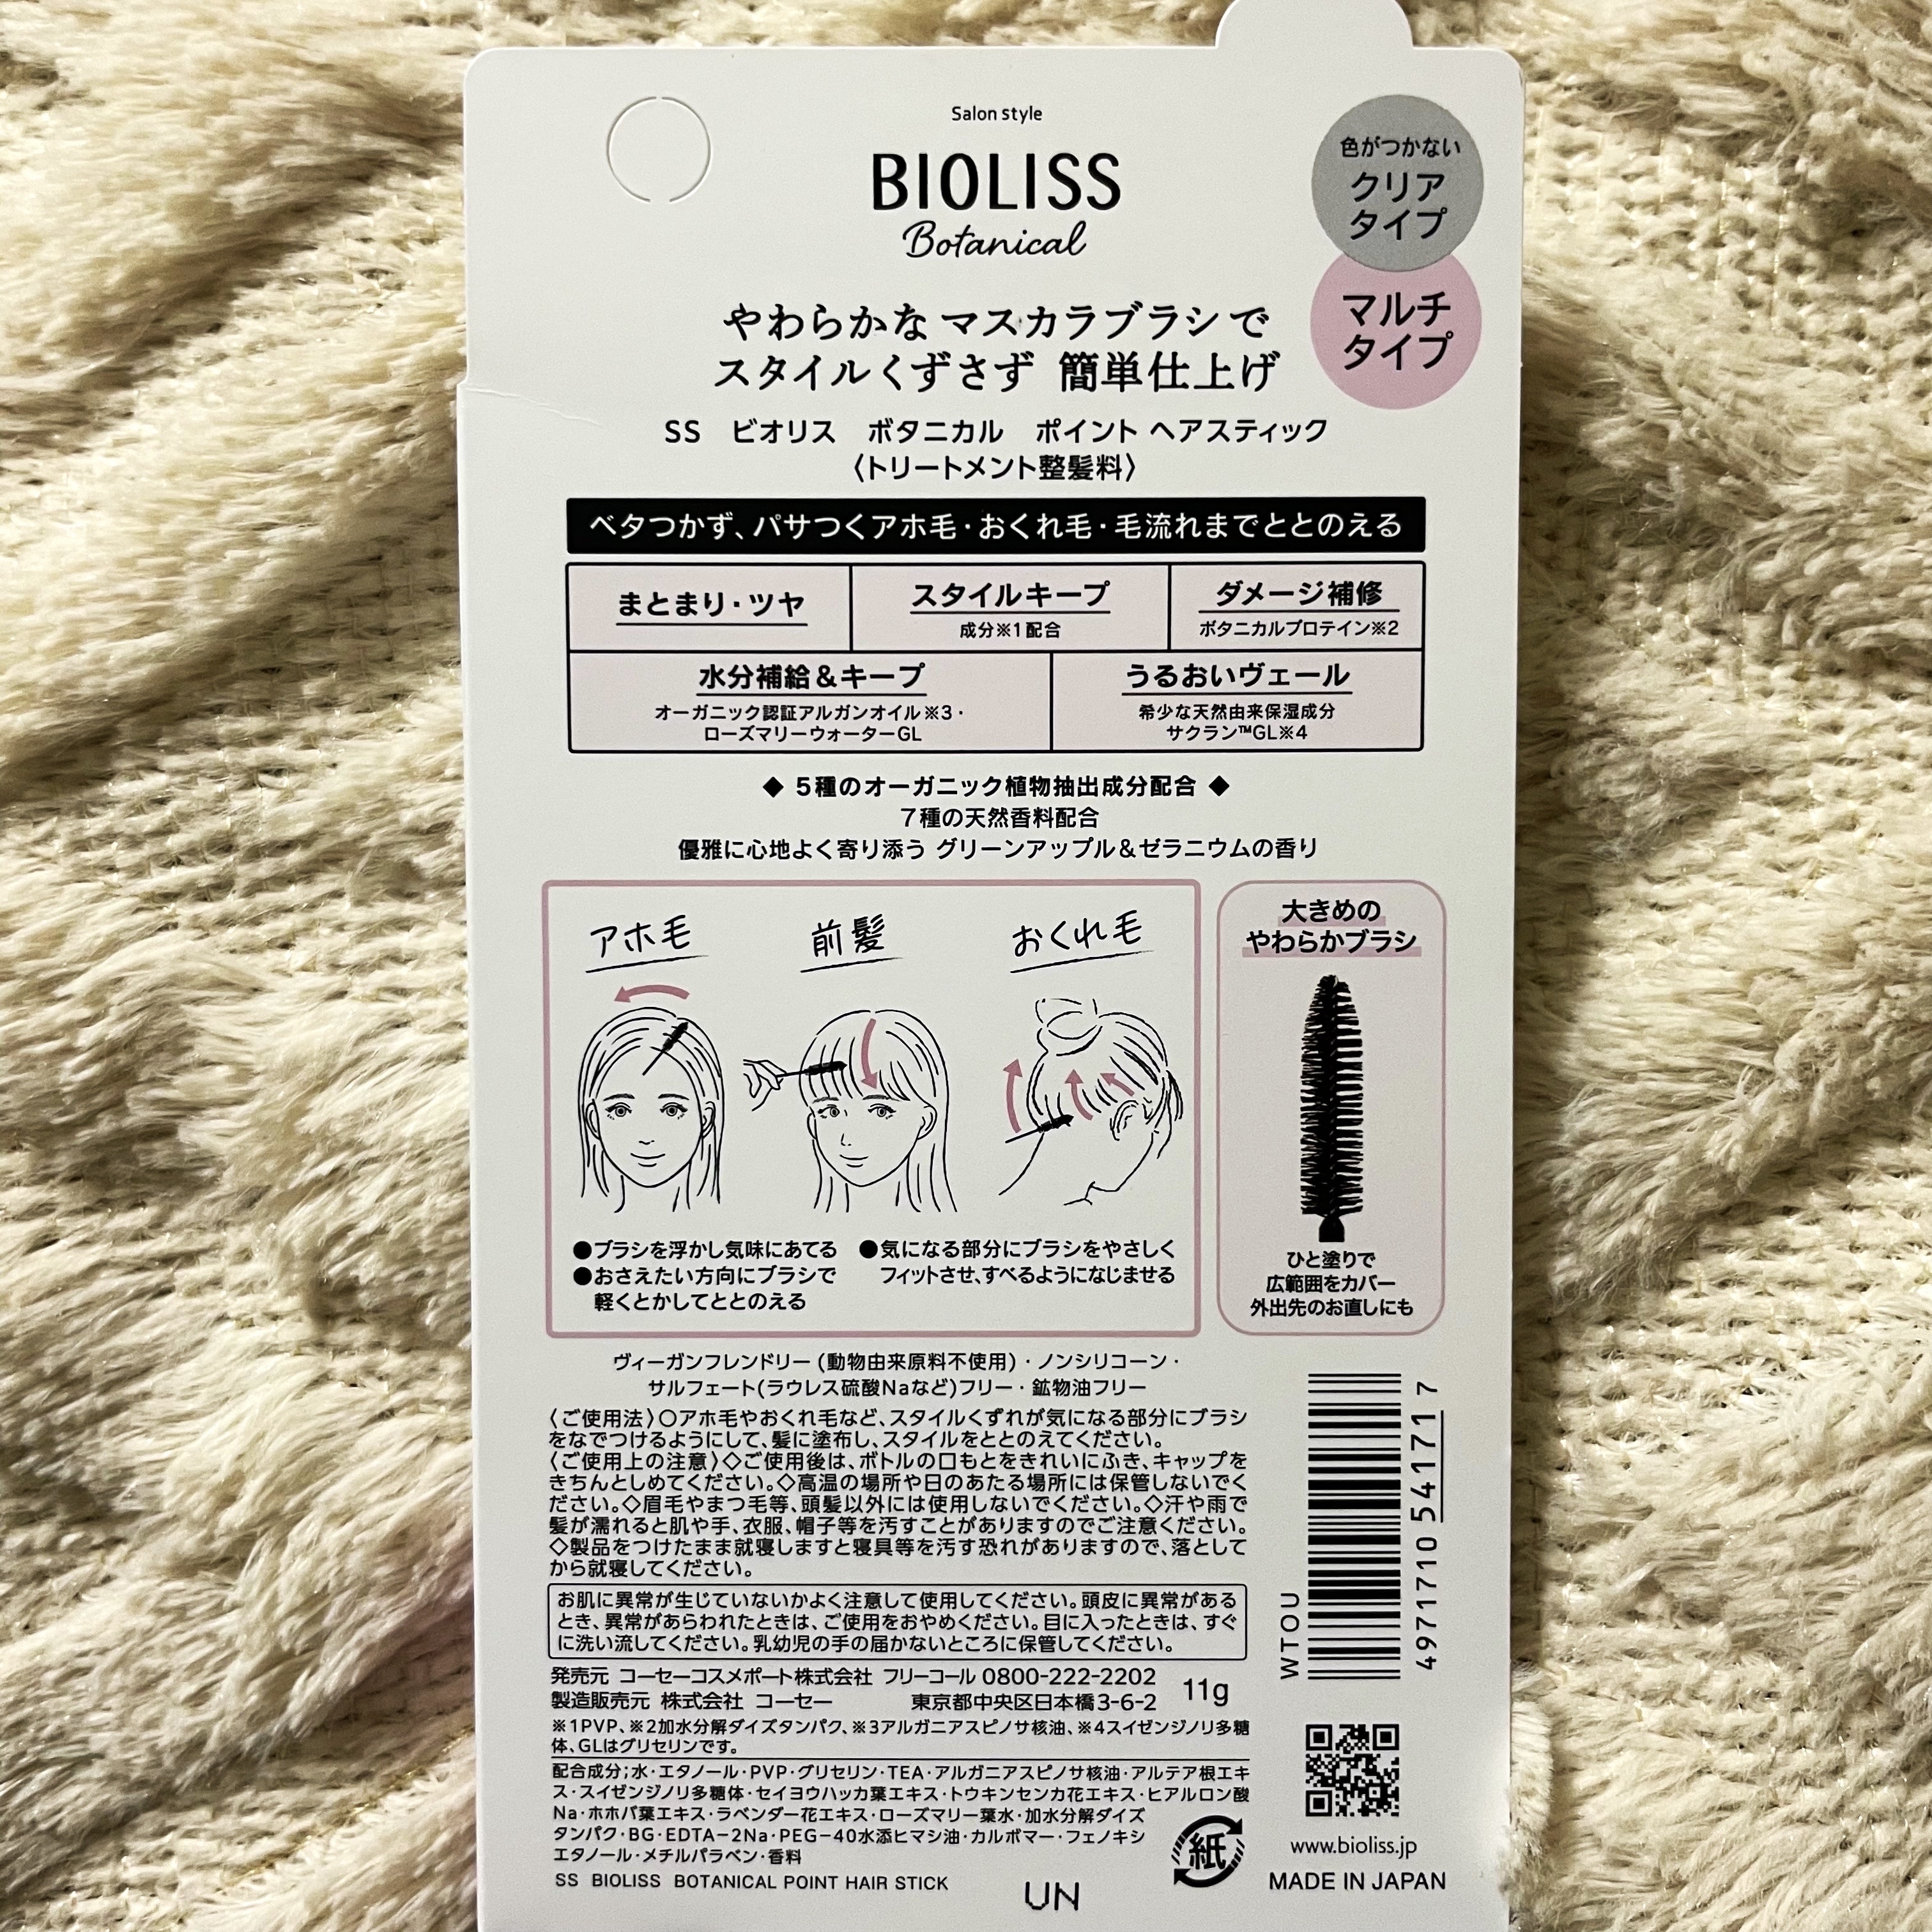 Salon style
BIOLISS
Botanical
色がつかない
クリア
タイプ
マルチ
タイプ
やわらかな マスカラブラシで
スタイルくずさず 簡単仕上げ
SS ビオリス ボタニカル ポイント ヘアスティック
〈トリートメント整髪料〉
ベタつかず、パサつくアホ毛・おくれ毛・毛流れまでととのえる
まとまり・ツヤ
スタイルキープ
成分※1配合
ダメージ補修
ボタニカルプロテイン※2
水分補給&キープ
オーガニック認証アルガンオイル※3・
ローズマリーウォーターGL
うるおいヴェール
希少な天然由来保湿成分
サクラン™GL※4
◆ 5種のオーガニック植物抽出成分配合 ◆
7種の天然香料配合
優雅に心地よく寄り添う グリーンアップル&ゼラニウムの香り
アホ毛
前髪
おくれ毛
●ブラシを浮かし気味にあてる
●おさえたい方向にブラシで
軽くとかしてととのえる
●気になる部分にブラシをやさしく
フィットさせ、すべるようになじませる
大きめの
やわらかブラシ
ひと塗りで
広範囲をカバー
外出先のお直しにも
ヴィーガンフレンドリー(動物由来原料不使用)・ノンシリコーン・
サルフェート(ラウレス硫酸Naなど)フリー・鉱物油フリー
〈ご使用法〉○アホ毛やおくれ毛など、スタイルくずれが気になる部分にブラシ
をなでつけるようにして、髪に塗布し、スタイルをととのえてください。
〈ご使用上の注意〉◇ご使用後は、ボトルの口もとをきれいにふき、キャップを
きちんとしめてください。◇高温の場所や日のあたる場所には保管しないでく
ださい。◇眉毛やまつ毛等、頭髪以外には使用しないでください。◇汗や雨で
髪が濡れると肌や手、衣服、帽子等を汚すことがありますのでご注意ください。
◇製品をつけたまま就寝しますと寝具等を汚す恐れがありますので、落として
から就寝してください。
お肌に異常が生じていないかよく注意して使用してください。頭皮に異常がある
とき、異常があらわれたときは、ご使用をおやめください。目に入ったときは、すぐ
に洗い流してください。乳幼児の手の届かないところに保管してください。
発売元 コーセーコスメポート株式会社 フリーコール 0800-222-2202
製造販売元 株式会社 コーセー 東京都中央区日本橋3-6-2
11g
※1PVP、※2加水分解ダイズタンパク、※3アルガニアスピノサ核油、※4スイゼンジノリ多糖
体、GLはグリセリンです。
配合成分;水・エタノール・PVP・グリセリン・TEA・アルガニアスピノサ核油・アルテア根エキ
ス・スイゼンジノリ多糖体・セイヨウハッカ葉エキス・トウキンセンカ花エキス・ヒアルロン酸
Na・ホホバ葉エキス・ラベンダー花エキス・ローズマリー葉水・加水分解ダイズ
タンパク・BG・EDTA-2Na・PEG-40水添ヒマシ油・カルボマー・フェノキシ
エタノール・メチルパラベン・香料
SS BIOLISS BOTANICAL POINT HAIR STICK
UN
紙
WTOU
4971710 541717
www.bioliss.jp
MADE IN JAPAN